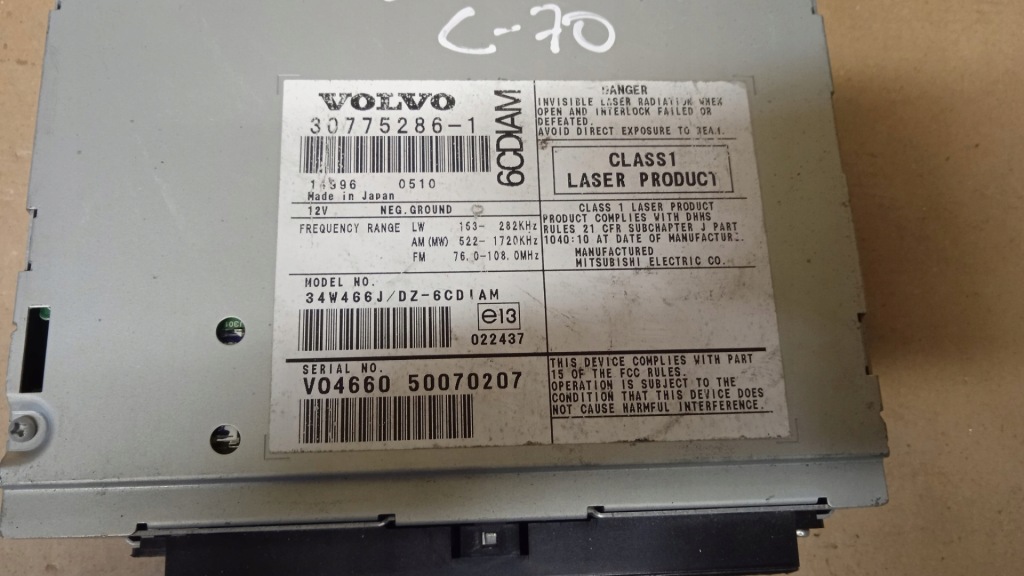 C-70
VOLVO
30775286-1
6CDIAM
0510
Made in Japan
12V NEG.GROUND
FREQUENCY RANGE LW 153- 282KHz
AM(MW) 522- 1720KHz
FM 76.0-108.0MHz
MODEL NO.
34W466J/DZ-6CDIAM
e13
022437
SERIAL NO.
VO4660 50070207
DANGER
INVISIBLE LASER RADIATION WHEN
OPEN AND INTERLOCK FAILED OR
DEFEATED.
AVOID DIRECT EXPOSURE TO BEAM.
CLASS1
LASER PRODUCT
CLASS 1 LASER PRODUCT
PRODUCT COMPLIES WITH DHHS
RULES 21 CFR SUBCHAPTER J PART
1040:10 AT DATE OF MANUFACTURE.
MANUFACTURED
MITSUBISHI ELECTRIC CO.
THIS DEVICE COMPLIES WITH PART
15 OF THE FCC RULES.
OPERATION IS SUBJECT TO THE
CONDITION THAT THIS DEVICE DOES
NOT CAUSE HARMFUL INTERFERENCE